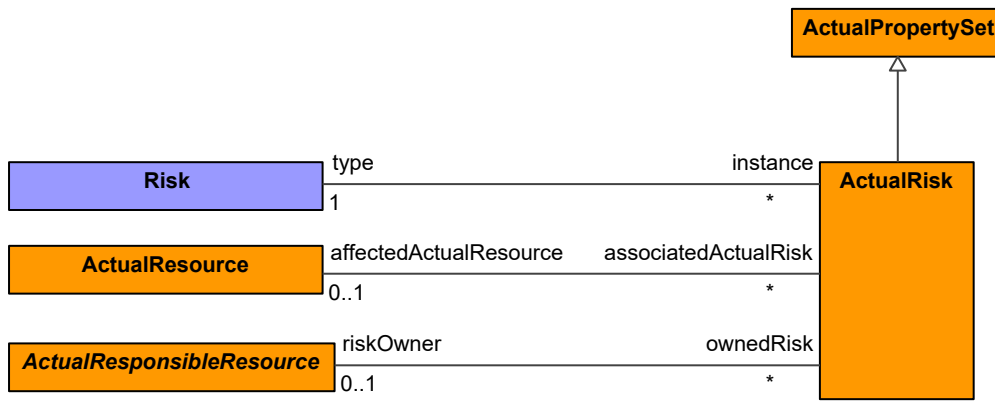 ActualPropertySet
type
instance
Risk
ActualRisk
1
*
affectedActualResource
associatedActualRisk
ActualResource
0..1
*
riskOwner
ownedRisk
ActualResponsibleResource
0..1
*